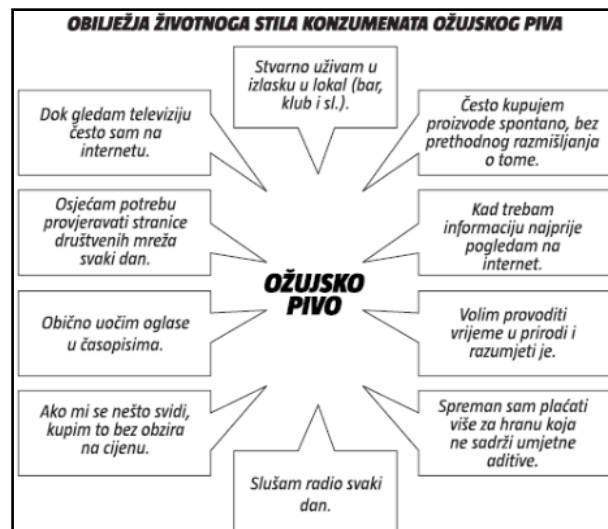 OBILJEŽJA ŽIVOTNOGA STILA KONZUMENATA OŽUJSKOG PIVA
Stvarno uživam u
izlasku u lokal (bar,
klub i sl.).
Dok gledam televiziju
često sam na
internetu.
Često kupujem
proizvode spontano, bez
prethodnog razmišljanja
o tome.
Osjećam potrebu
provjeravati stranice
društvenih mreža
svaki dan.
Kad trebam
informaciju najprije
pogledam na
internet.
OŽUJSKO
PIVO
Obično uočim oglase
u časopisima.
Volim provoditi
vrijeme u prirodi i
razumjeti je.
Ako mi se nešto svidi,
kupim to bez obzira
na cijenu.
Spreman sam plaćati
više za hranu koja
ne sadrži umjetne
aditive.
Slušam radio svaki
dan.